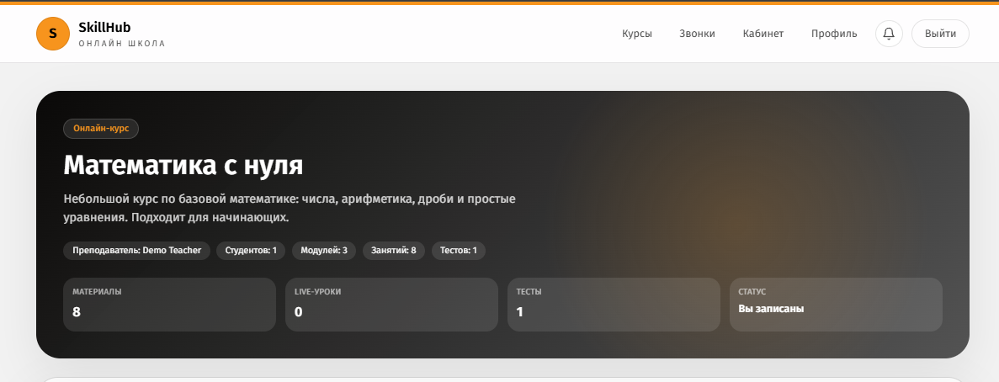 S
SkillHub
ОНЛАЙН ШКОЛА
Курсы
Звонки
Кабинет
Профиль
Выйти
Онлайн-курс
Математика с нуля
Небольшой курс по базовой математике: числа, арифметика, дроби и простые
уравнения. Подходит для начинающих.
Преподаватель: Demo Teacher
Студентов: 1
Модулей: 3
Занятий: 8
Тестов: 1
МАТЕРИАЛЫ
8
LIVE-УРОКИ
0
ТЕСТЫ
1
СТАТУС
Вы записаны